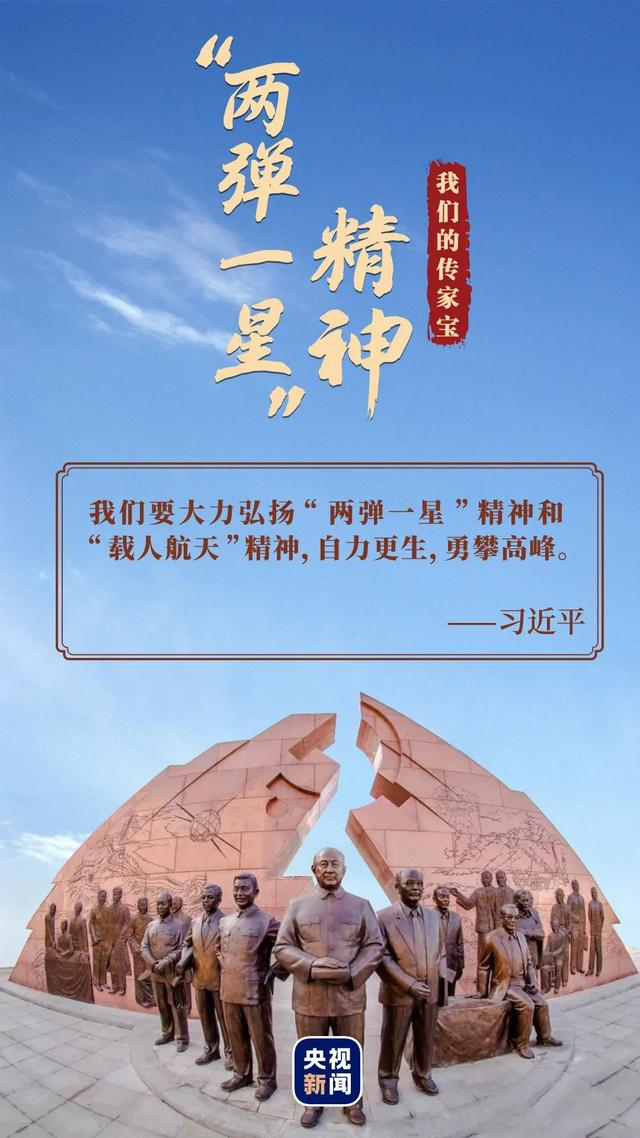 “两弹一星”
精神
我们的传家宝
我们要大力弘扬“两弹一星”精神和
“载人航天”精神，自力更生，勇攀高峰。
——习近平
央视
新闻